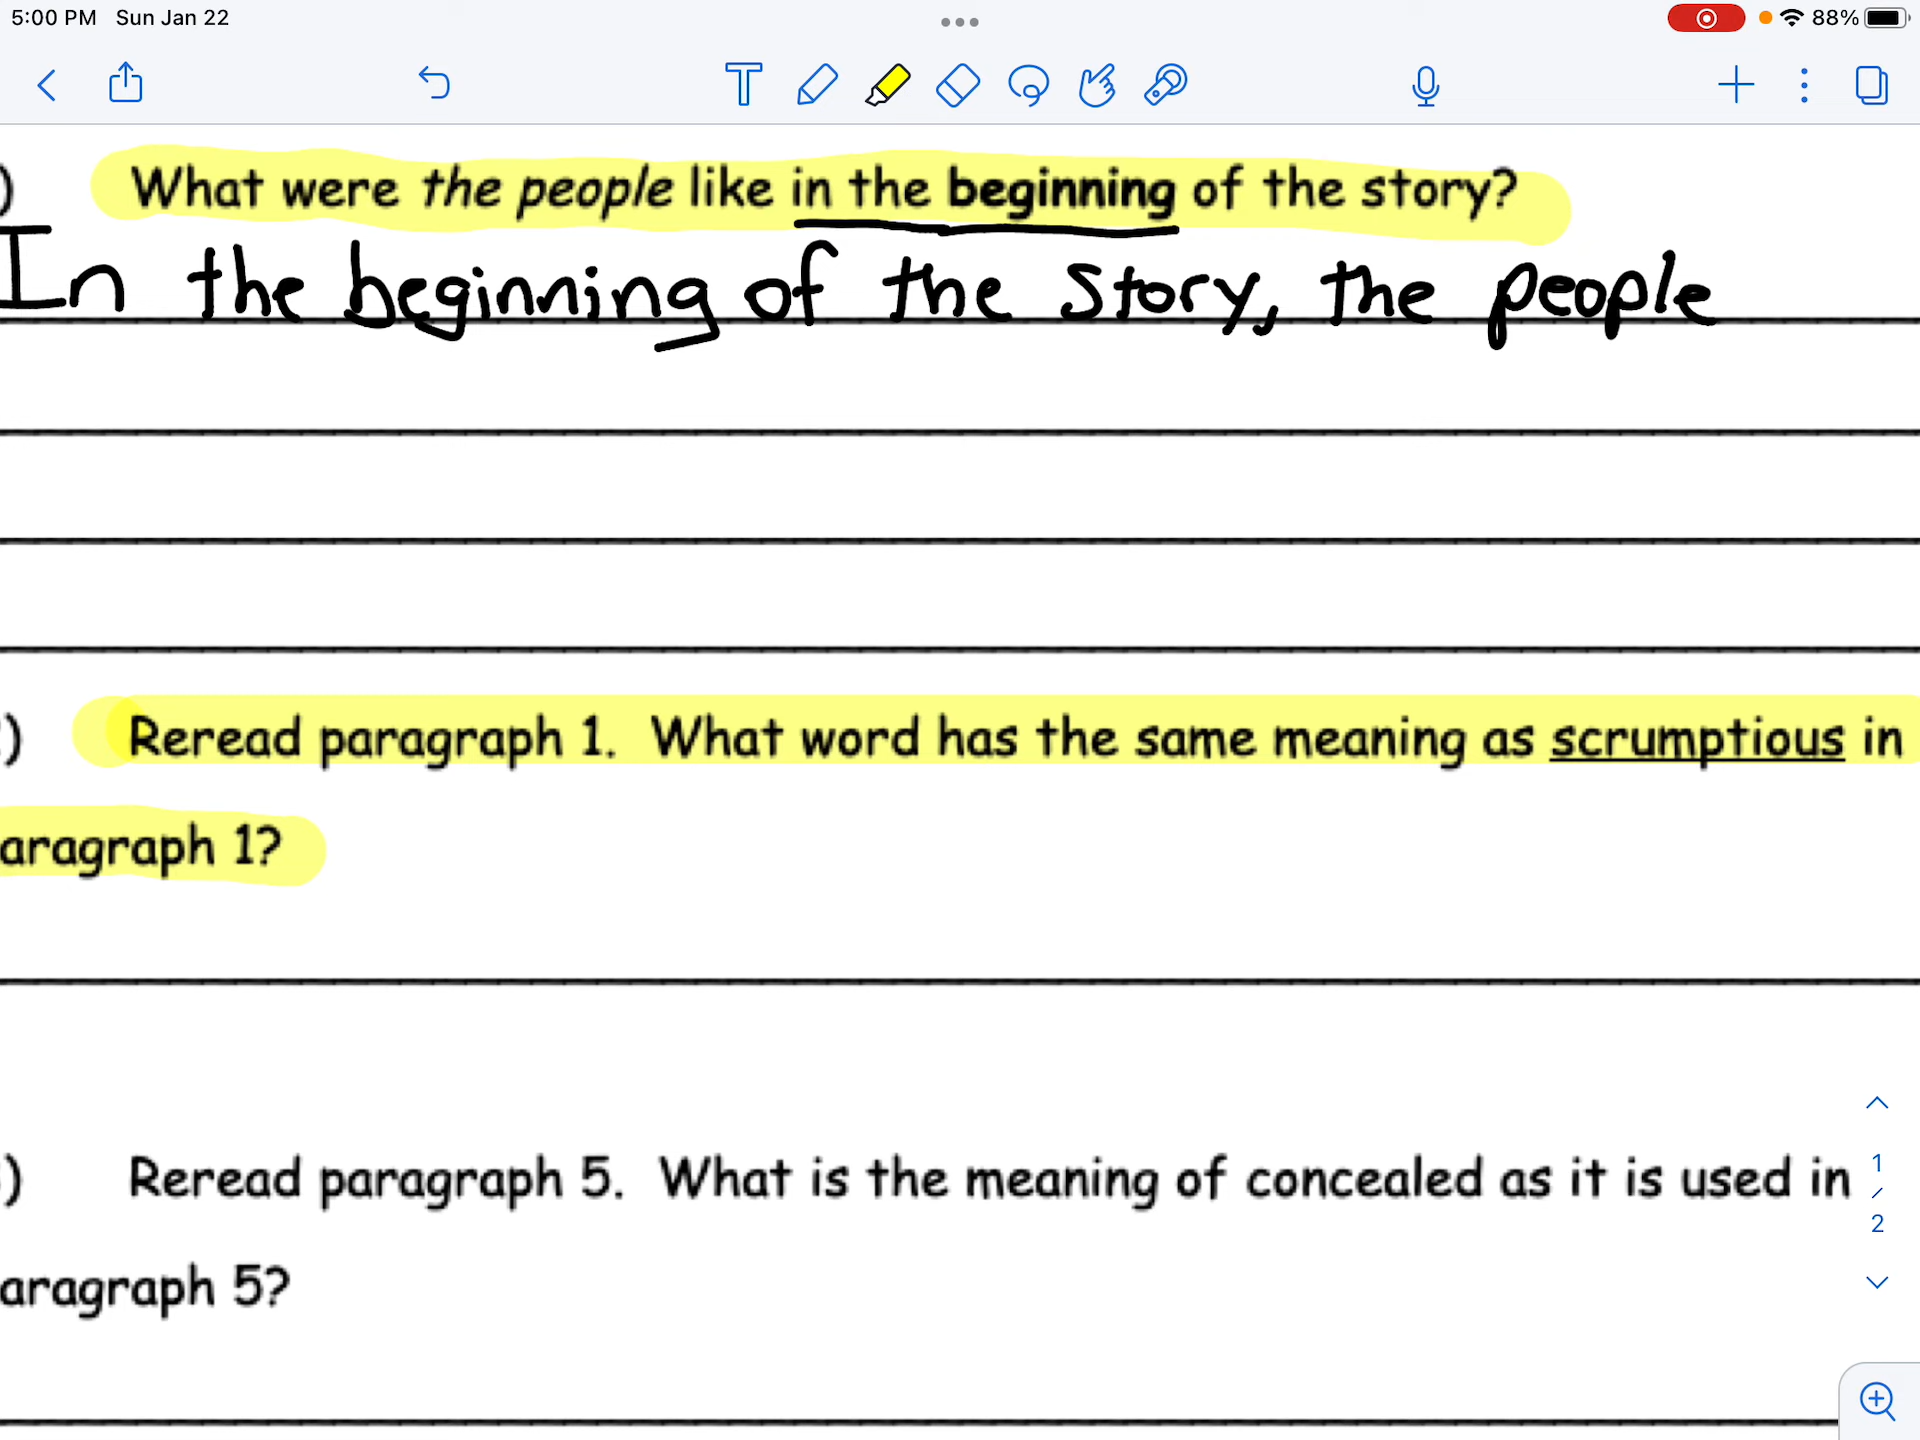 5:00 PM Sun Jan 22
88%
) What were the people like in the beginning of the story?
In the beginning of the story, the people
) Reread paragraph 1. What word has the same meaning as scrumptious in
aragraph 1?
) Reread paragraph 5. What is the meaning of concealed as it is used in
aragraph 5?
1
/
2